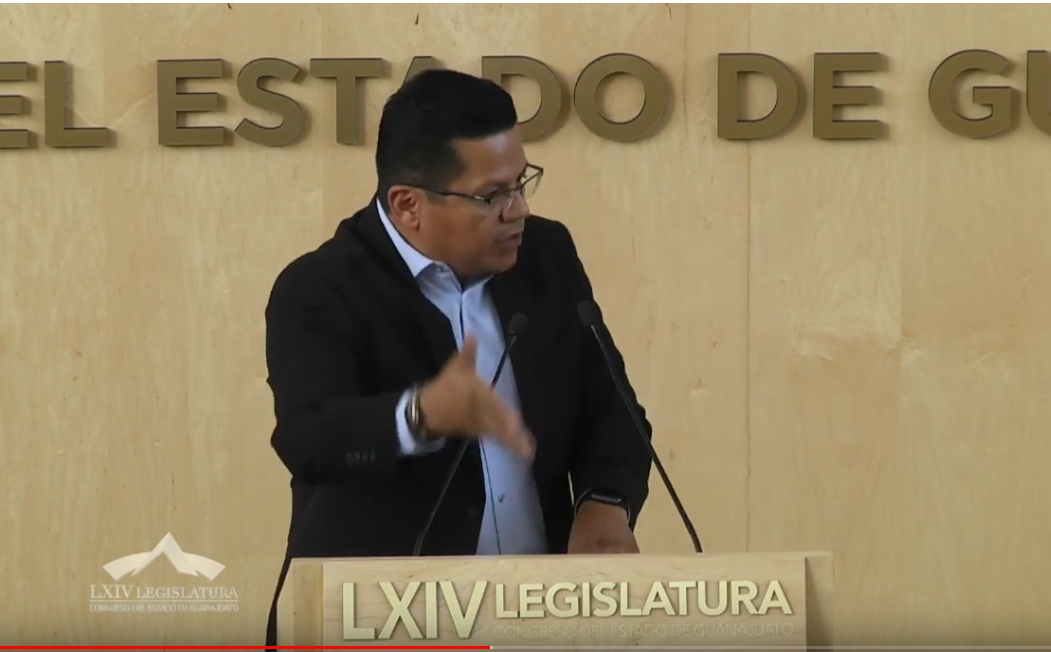 EL ESTADO DE GU
LXIV LEGISLATURA
CONGRESO DEL ESTADO DE GUANAJUATO
LXIV LEGISLATURA
CONGRESO DEL ESTADO DE GUANAJUATO